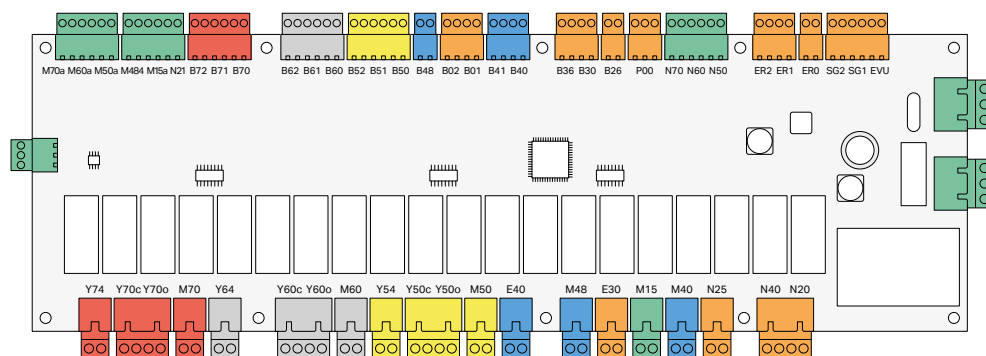 M70a M60a M50a M484 M15a N21 B72 B71 B70 B62 B61 B60 B52 B51 B50 B48 B02 B01 B41 B40 B36 B30 B26 P00 N70 N60 N50 ER2 ER1 ER0 SG2 SG1 EVU
Y74 Y70c Y70o M70 Y64 Y60c Y60o M60 Y54 Y50c Y50o M50 E40 M48 E30 M15 M40 N25 N40 N20